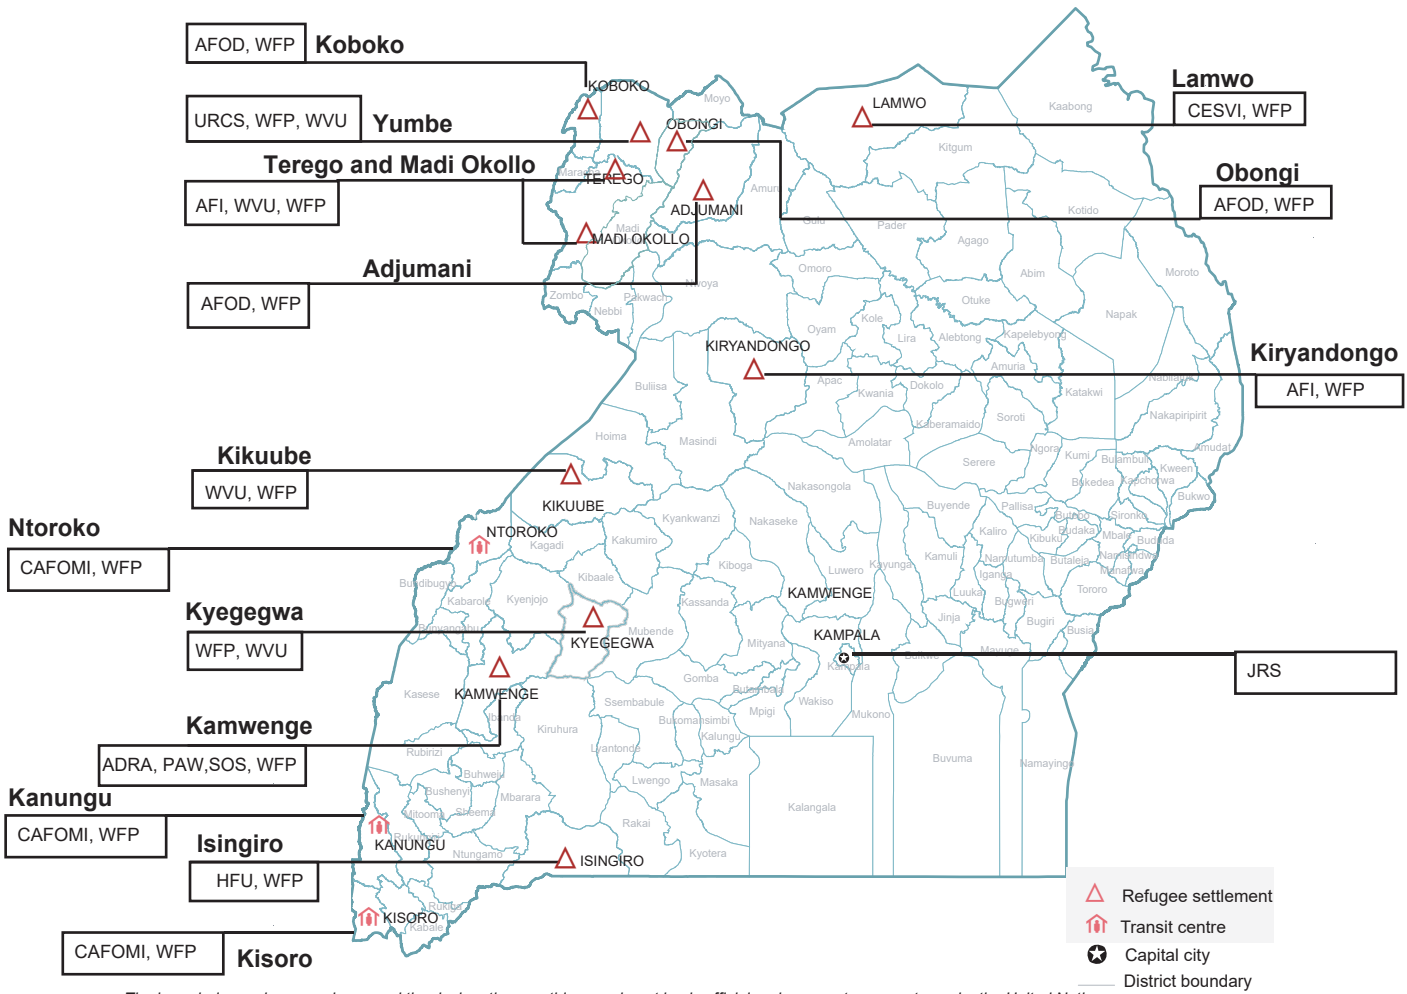 AFOD, WFP
Koboko
URCS, WFP, WVU
Yumbe
Terego and Madi Okollo
AFI, WVU, WFP
Adjumani
AFOD, WFP
Kikuube
WVU, WFP
Ntoroko
CAFOMI, WFP
Kyegegwa
WFP, WVU
Kamwenge
ADRA, PAW,SOS, WFP
Kanungu
CAFOMI, WFP
Isingiro
HFU, WFP
CAFOMI, WFP
Kisoro
Lamwo
CESVI, WFP
Obongi
AFOD, WFP
Kiryandongo
AFI, WFP
JRS
KOBOKO
Moyo
OBONGI
LAMWO
Kaabong
Kitgum
TEREGO
ADJUMANI
Amuru
Kotido
Gulu
Pader
Madi
MADI OKOLLO
Agago
Omoro
Abim
Moroto
Nwoya
Zombo
Pakwach
Nebbi
Otuke
Napak
Kole
Oyam
Lira
Alebtong
Kapelebyong
KIRYANDONGO
Amuria
Buliisa
Apac
Kwania
Dokolo
Katakwi
Nabilatuk
Kaberamaido
Soroti
Nakapiripirit
Hoima
Masindi
Amolatar
Ngora
Kumi
Bulambuli
Amudat
Serere
Kween
Bukedea
Kapchorwa
Bukwo
KIKUUBE
Nakasongola
Buyende
Pallisa
Butebo
Sironko
Kyankwanzi
Nakaseke
NTOROKO
Kagadi
Kakumiro
Kaliro
Kibuku
Budaka
Mbale
Bududa
Kamuli
Namutumba
Butaleja
Namisindwa
Manafwa
Bundibugyo
Kibaale
Kiboga
Luwero
Kayunga
Iganga
Tororo
Kabarole
Kyenjojo
Kassanda
KAMWENGE
Luuka
Bugweri
Bunyangabu
Mubende
Jinja
Bugiri
Busia
KYEGEGWA
Mityana
KAMPALA
Kampala
Buikwe
Mayuge
Gomba
Butambala
Kasese
KAMWENGE
Ibanda
Ssembabule
Wakiso
Mukono
Mpigi
Bukomansimbi
Kalungu
Kiruhura
Lyantonde
Rubirizi
Buvuma
Namayingo
Buhweju
Lwengo
Masaka
Bushenyi
Mbarara
Kalangala
Mitooma
Sheema
Rakai
Rukungiri
KANUNGU
Ntungamo
Kyotera
ISINGIRO
Rukiga
KISORO
Kabale
Refugee settlement
Transit centre
Capital city
District boundary